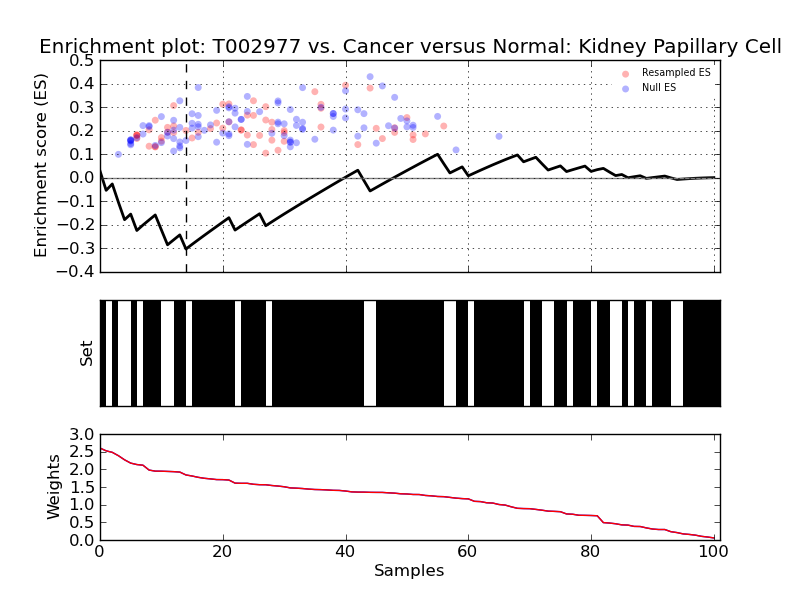 Enrichment plot: T002977 vs. Cancer versus Normal: Kidney Papillary Cell
Enrichment score (ES)
0.5
0.4
0.3
0.2
0.1
0.0
−0.1
−0.2
−0.3
−0.4
Resampled ES
Null ES
Set
Weights
3.0
2.5
2.0
1.5
1.0
0.5
0.0
0 20 40 60 80 100
Samples